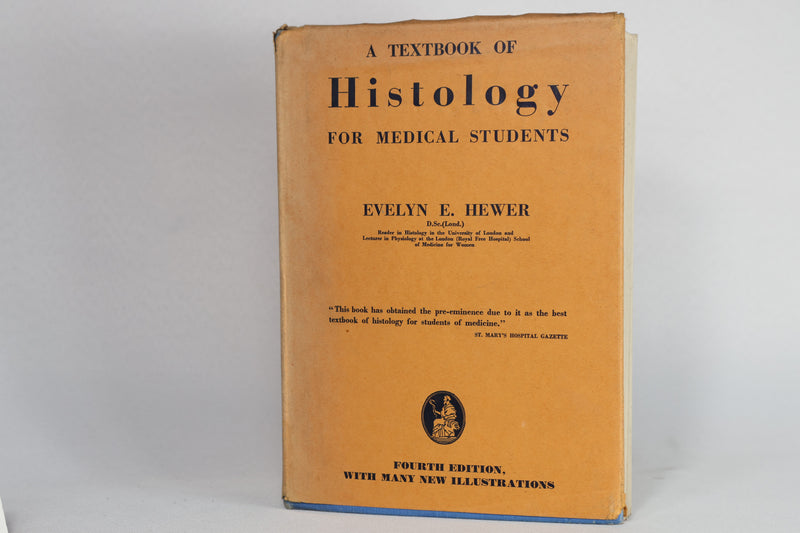 A TEXTBOOK OF
Histology
FOR MEDICAL STUDENTS
EVELYN E. HEWER
D.Sc.(Lond.)
Reader in Histology in the University of London and
Lecturer in Physiology at the London (Royal Free Hospital) School
of Medicine for Women
"This book has obtained the pre-eminence due to it as the best
textbook of histology for students of medicine."
ST. MARY'S HOSPITAL GAZETTE
FOURTH EDITION,
WITH MANY NEW ILLUSTRATIONS